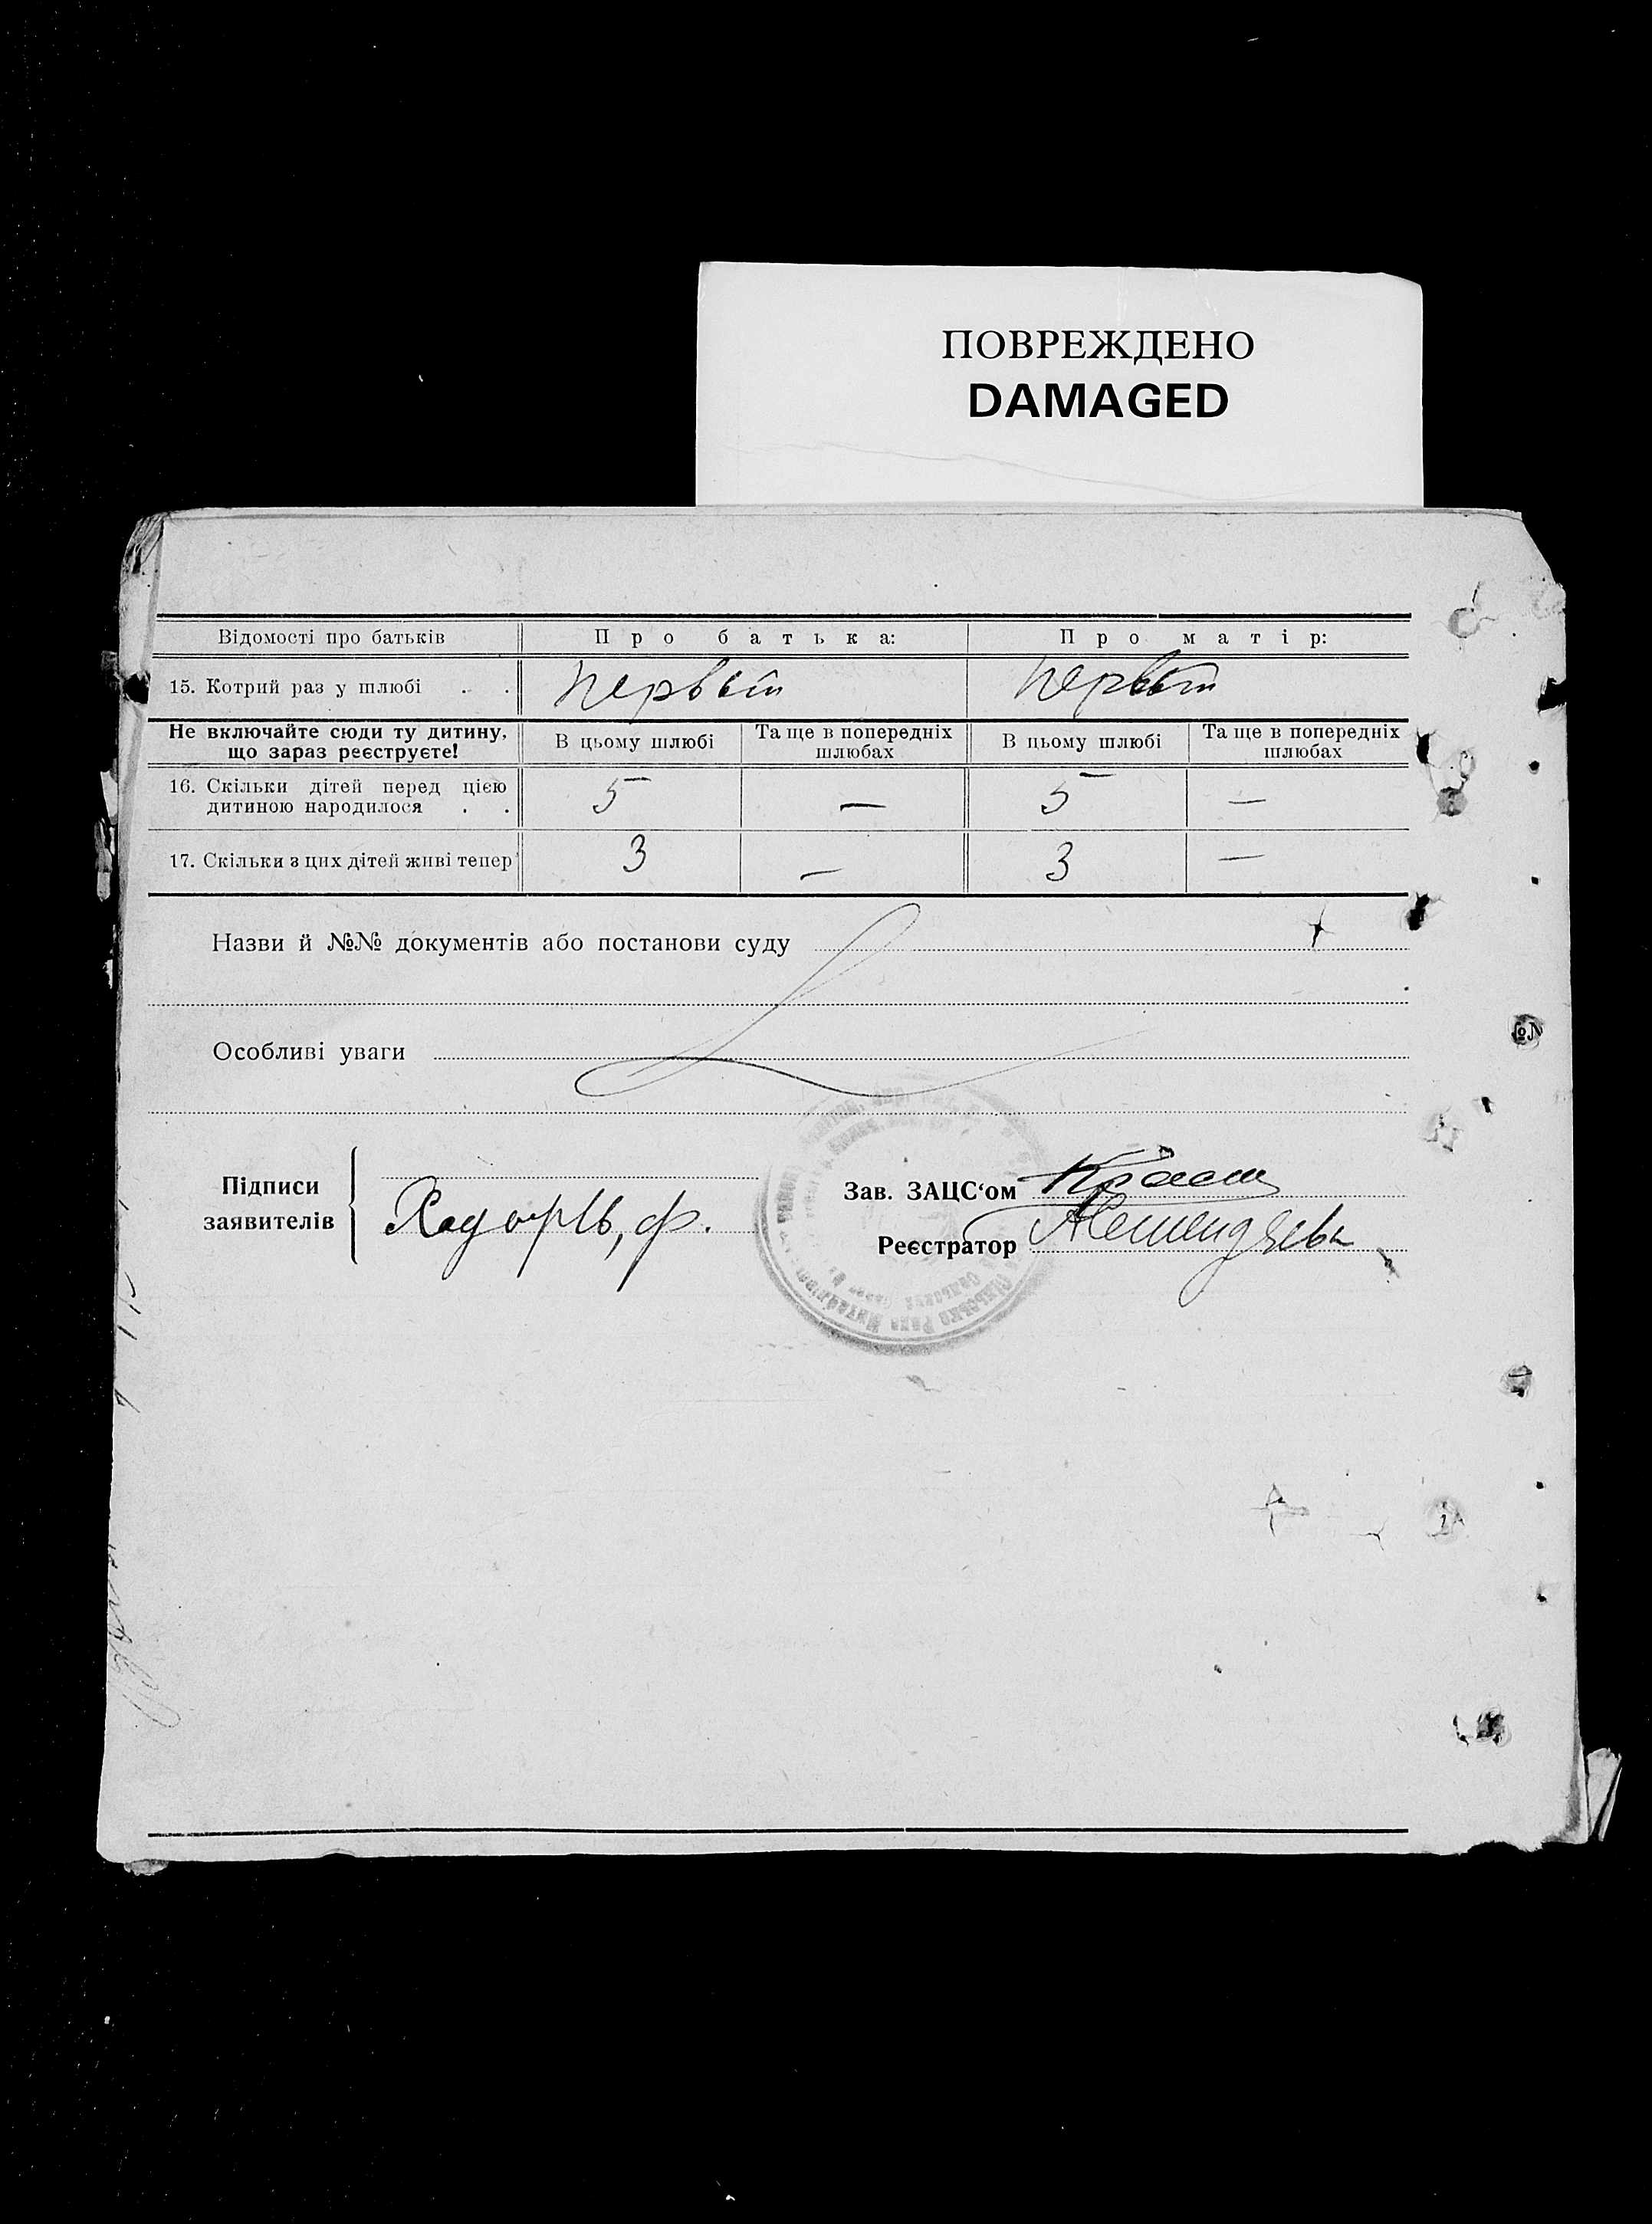 ПОВРЕЖДЕНО
DAMAGED
Відомості про батьків Про батька: Про матір:
15. Котрий раз у шлюбі . . первый первый
Не включайте сюди ту дитину, що зараз реєструєте! В цьому шлюбі Та ще в попередніх шлюбах В цьому шлюбі Та ще в попередніх шлюбах
16. Скільки дітей перед цією дитиною народилося . . 5 — 5 —
17. Скільки з цих дітей живі тепер 3 — 3 —
Назви й №№ документів або постанови суду
Особливі уваги
Підписи заявителів
Зав. ЗАЦС‘ом
Реєстратор